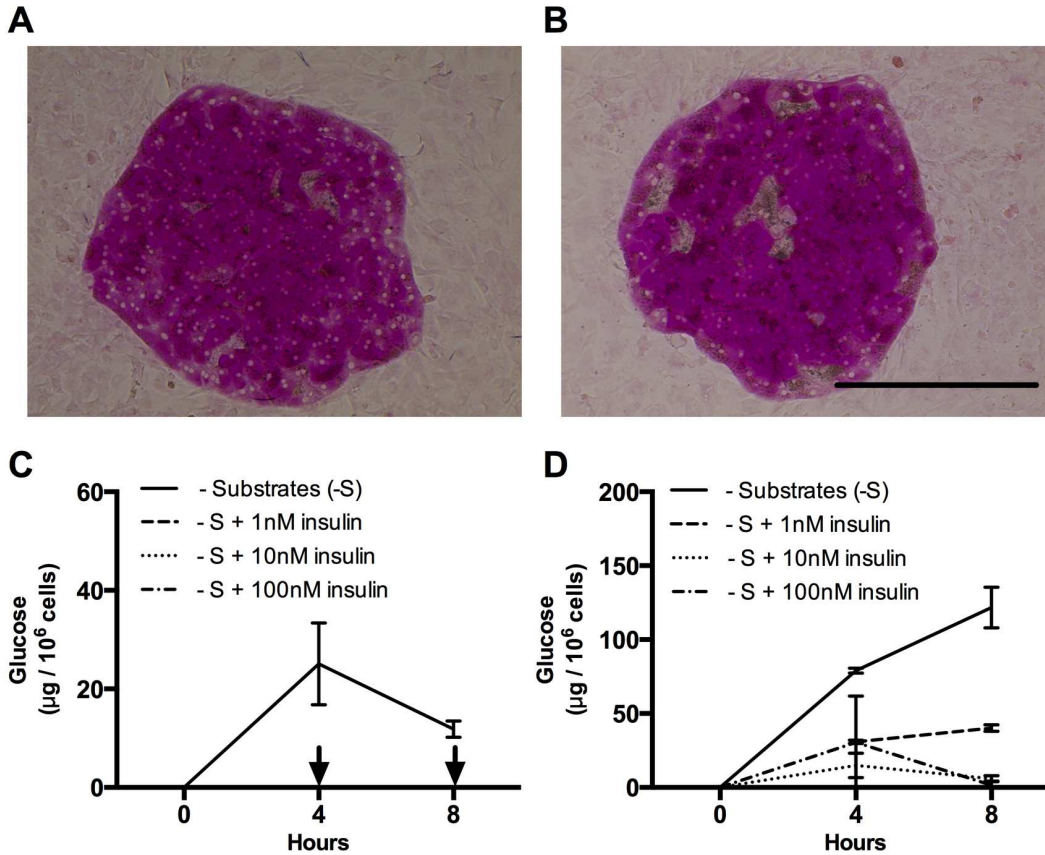 A
B
C
- Substrates (-S)
- S + 1nM insulin
- S + 10nM insulin
- S + 100nM insulin
Glucose
(µg / 10⁶ cells)
60
40
20
0
0 4 8
Hours
D
- Substrates (-S)
- S + 1nM insulin
- S + 10nM insulin
- S + 100nM insulin
Glucose
(µg / 10⁶ cells)
200
150
100
50
0
0 4 8
Hours